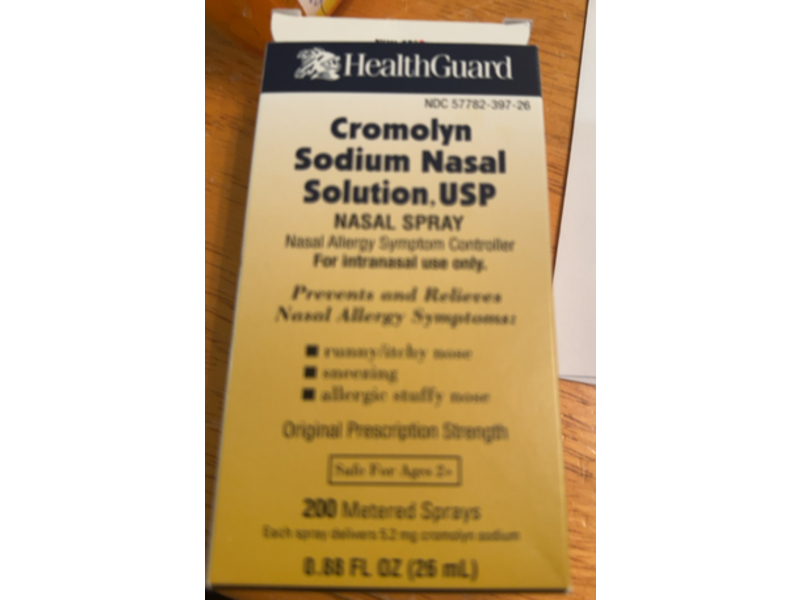 HealthGuard
NDC 57782-397-26
Cromolyn
Sodium Nasal
Solution, USP
NASAL SPRAY
Nasal Allergy Symptom Controller
For intranasal use only.
Prevents and Relieves
Nasal Allergy Symptoms:
■ runny/itchy nose
■ sneezing
■ allergic stuffy nose
Original Prescription Strength
Safe For Ages 2+
200 Metered Sprays
Each spray delivers 5.2 mg cromolyn sodium
0.88 FL OZ (26 mL)